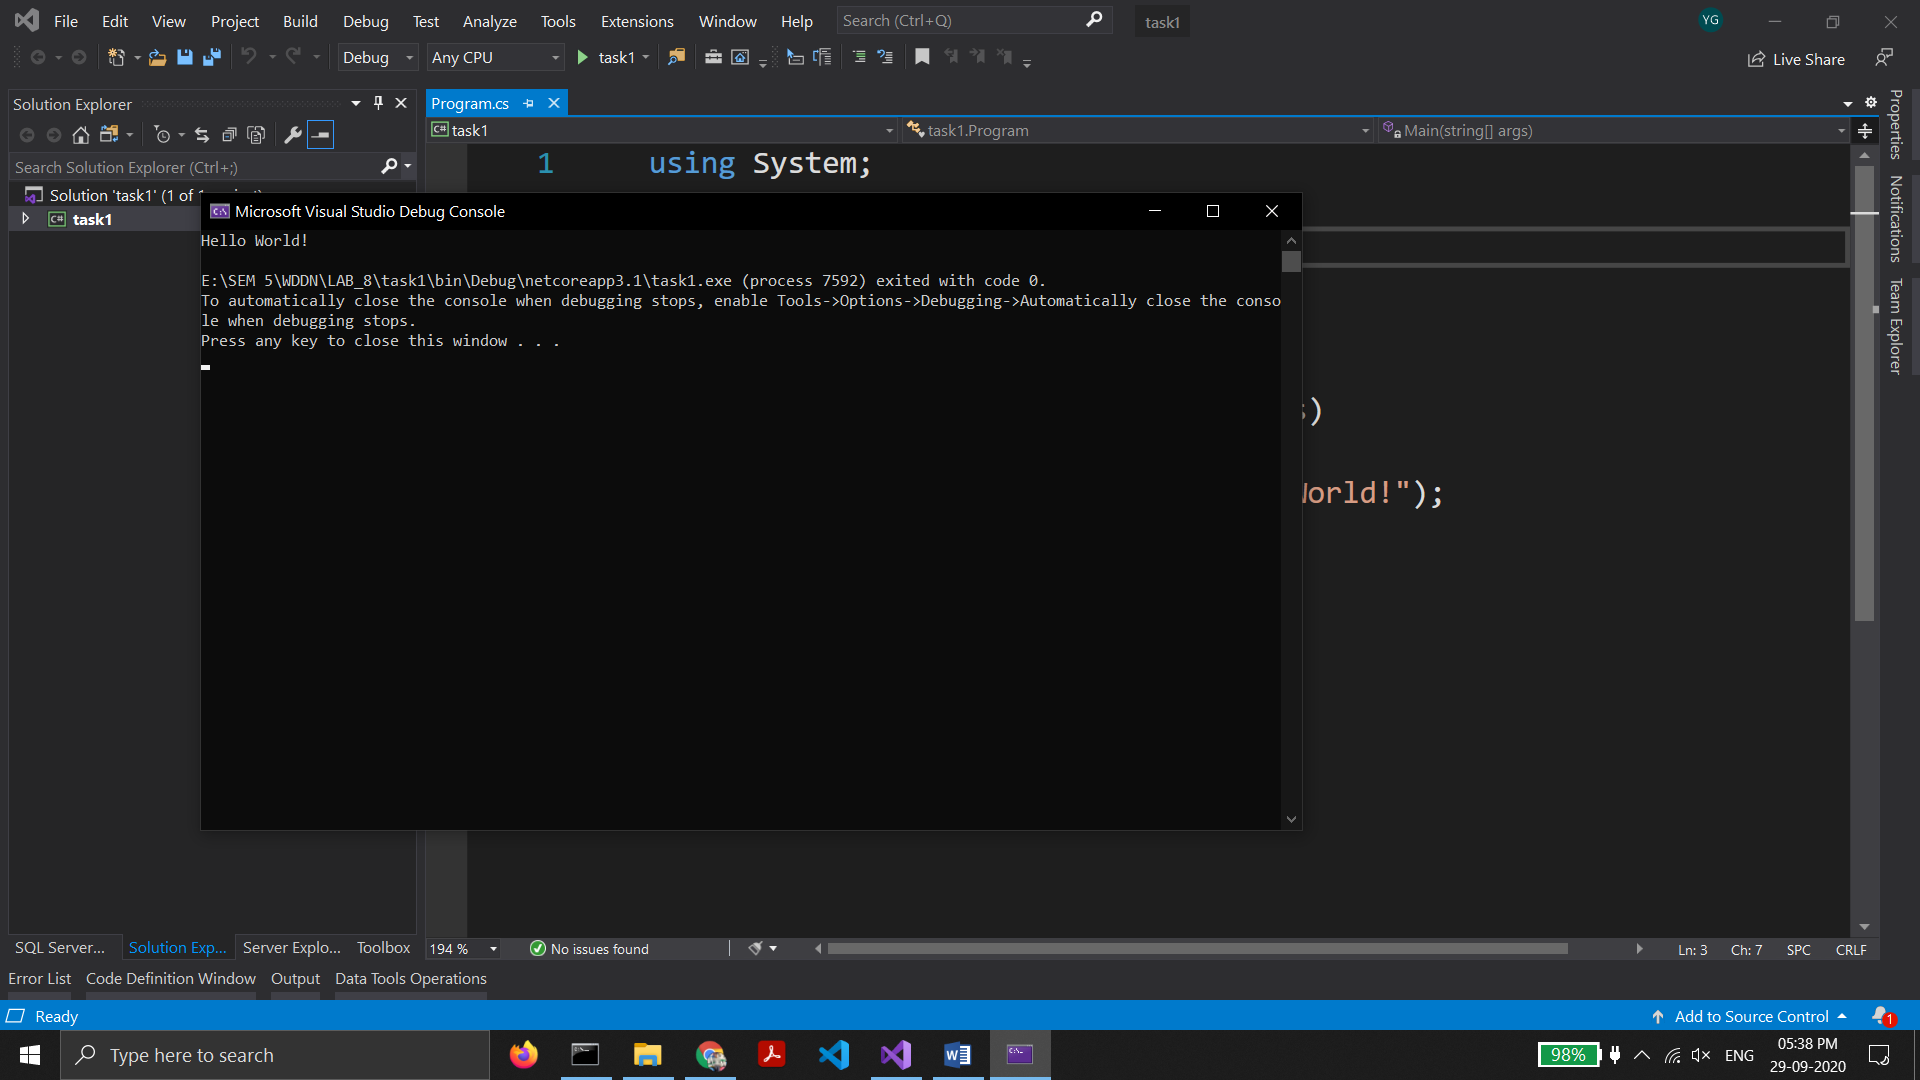 File Edit View Project Build Debug Test Analyze Tools Extensions Window Help Search (Ctrl+Q) task1 YG
Debug Any CPU task1 Live Share
Solution Explorer
Search Solution Explorer (Ctrl+;)
Solution 'task1' (1 of
task1
Program.cs
task1 task1.Program Main(string[] args)
1 using System;
)
World!");
Microsoft Visual Studio Debug Console
Hello World!
E:\SEM 5\WDDN\LAB_8\task1\bin\Debug\netcoreapp3.1\task1.exe (process 7592) exited with code 0.
To automatically close the console when debugging stops, enable Tools->Options->Debugging->Automatically close the conso
le when debugging stops.
Press any key to close this window . . .
Properties
Notifications
Team Explorer
SQL Server... Solution Exp... Server Explo... Toolbox
194 % No issues found Ln: 3 Ch: 7 SPC CRLF
Error List Code Definition Window Output Data Tools Operations
Ready Add to Source Control 1
Type here to search 98% ENG 05:38 PM
29-09-2020